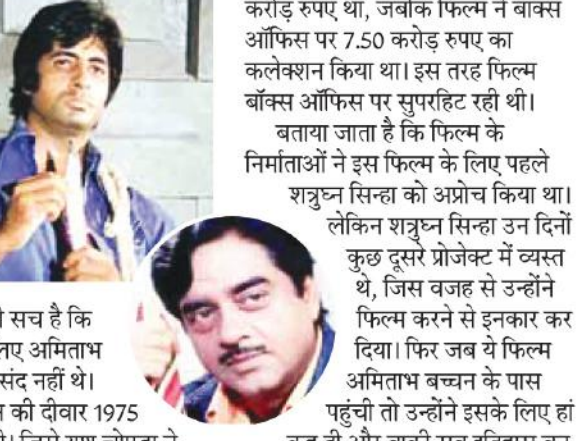 करोड़ रुपए था, जबकि फिल्म ने बॉक्स
ऑफिस पर 7.50 करोड़ रुपए का
कलेक्शन किया था। इस तरह फिल्म
बॉक्स ऑफिस पर सुपरहिट रही थी।
बताया जाता है कि फिल्म के
निर्माताओं ने इस फिल्म के लिए पहले
शत्रुघ्न सिन्हा को अप्रोच किया था।
लेकिन शत्रुघ्न सिन्हा उन दिनों
कुछ दूसरे प्रोजेक्ट में व्यस्त
थे, जिस वजह से उन्होंने
फिल्म करने से इनकार कर
दिया। फिर जब ये फिल्म
अमिताभ बच्चन के पास
पहुंची तो उन्होंने इसके लिए हां
सच है कि
लिए अमिताभ
संद नहीं थे।
की दीवार 1975